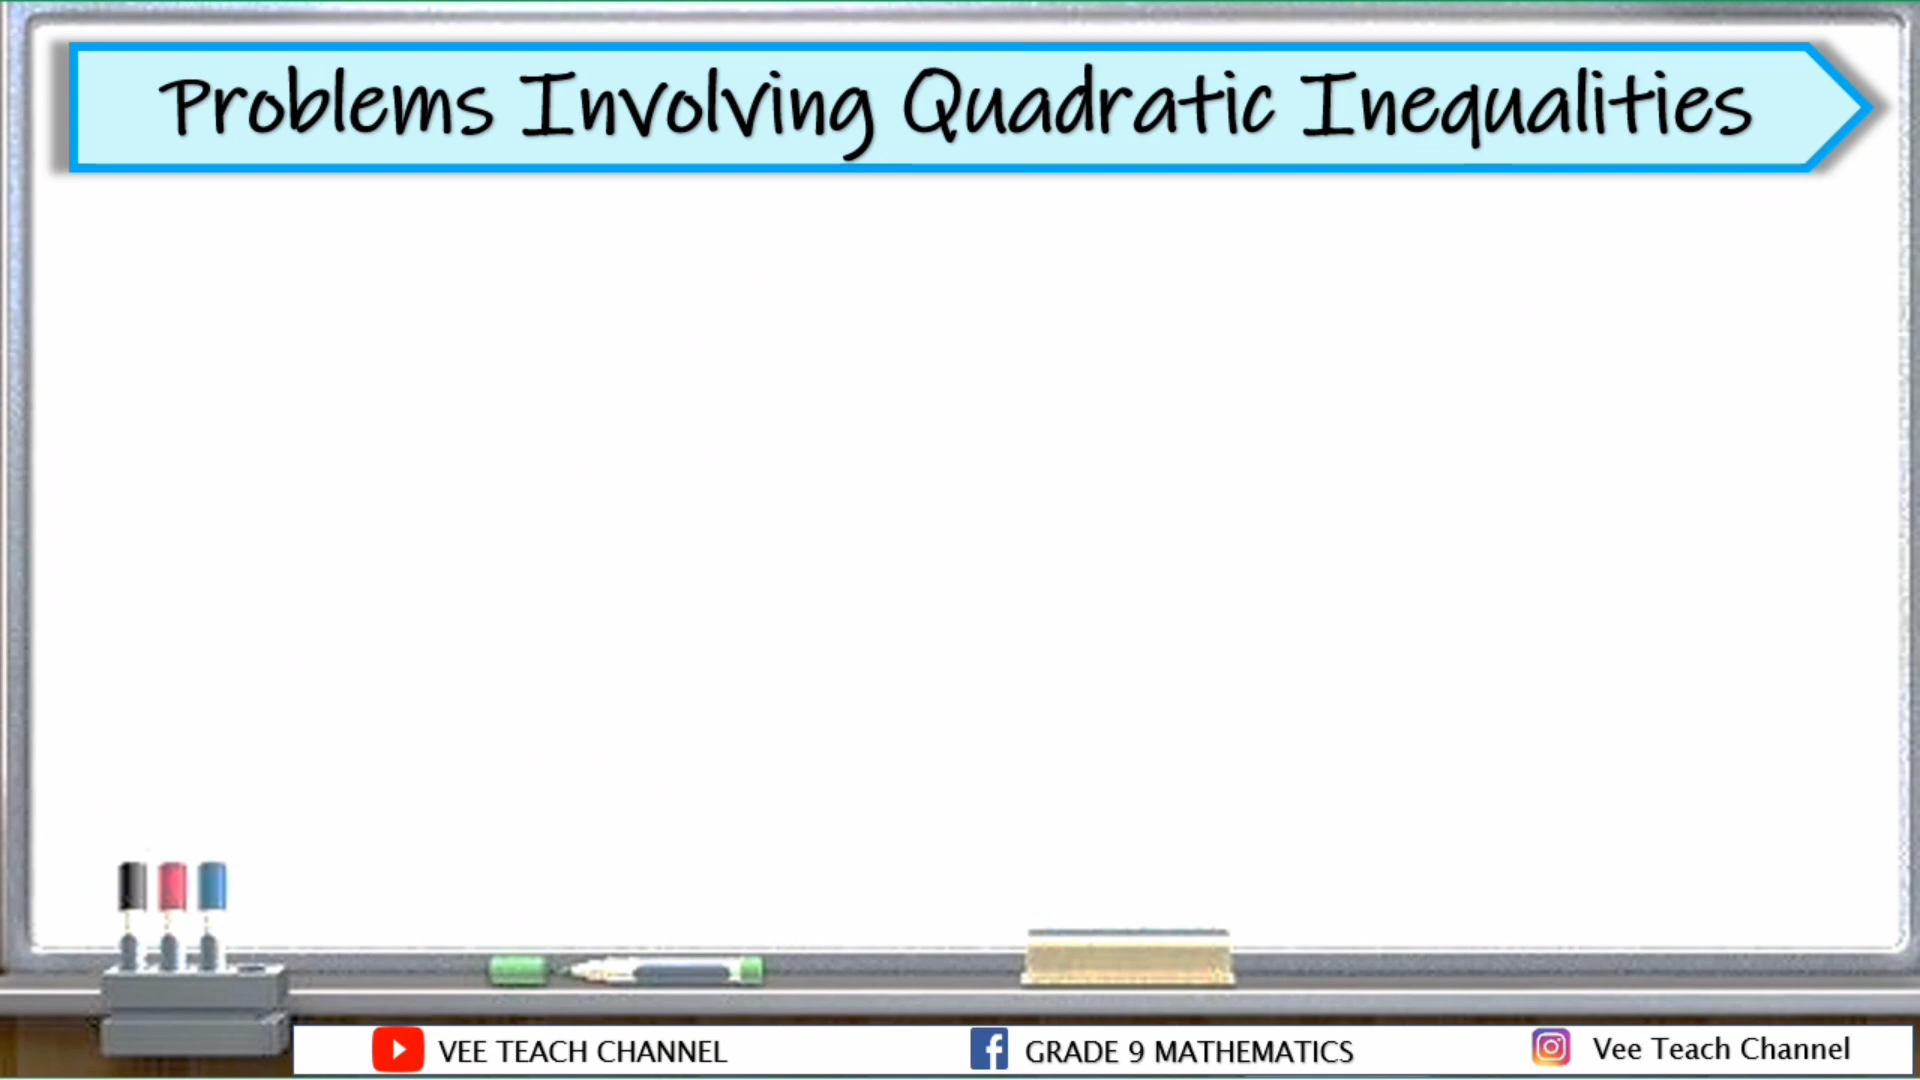 Problems Involving Quadratic Inequalities
VEE TEACH CHANNEL
GRADE 9 MATHEMATICS
Vee Teach Channel